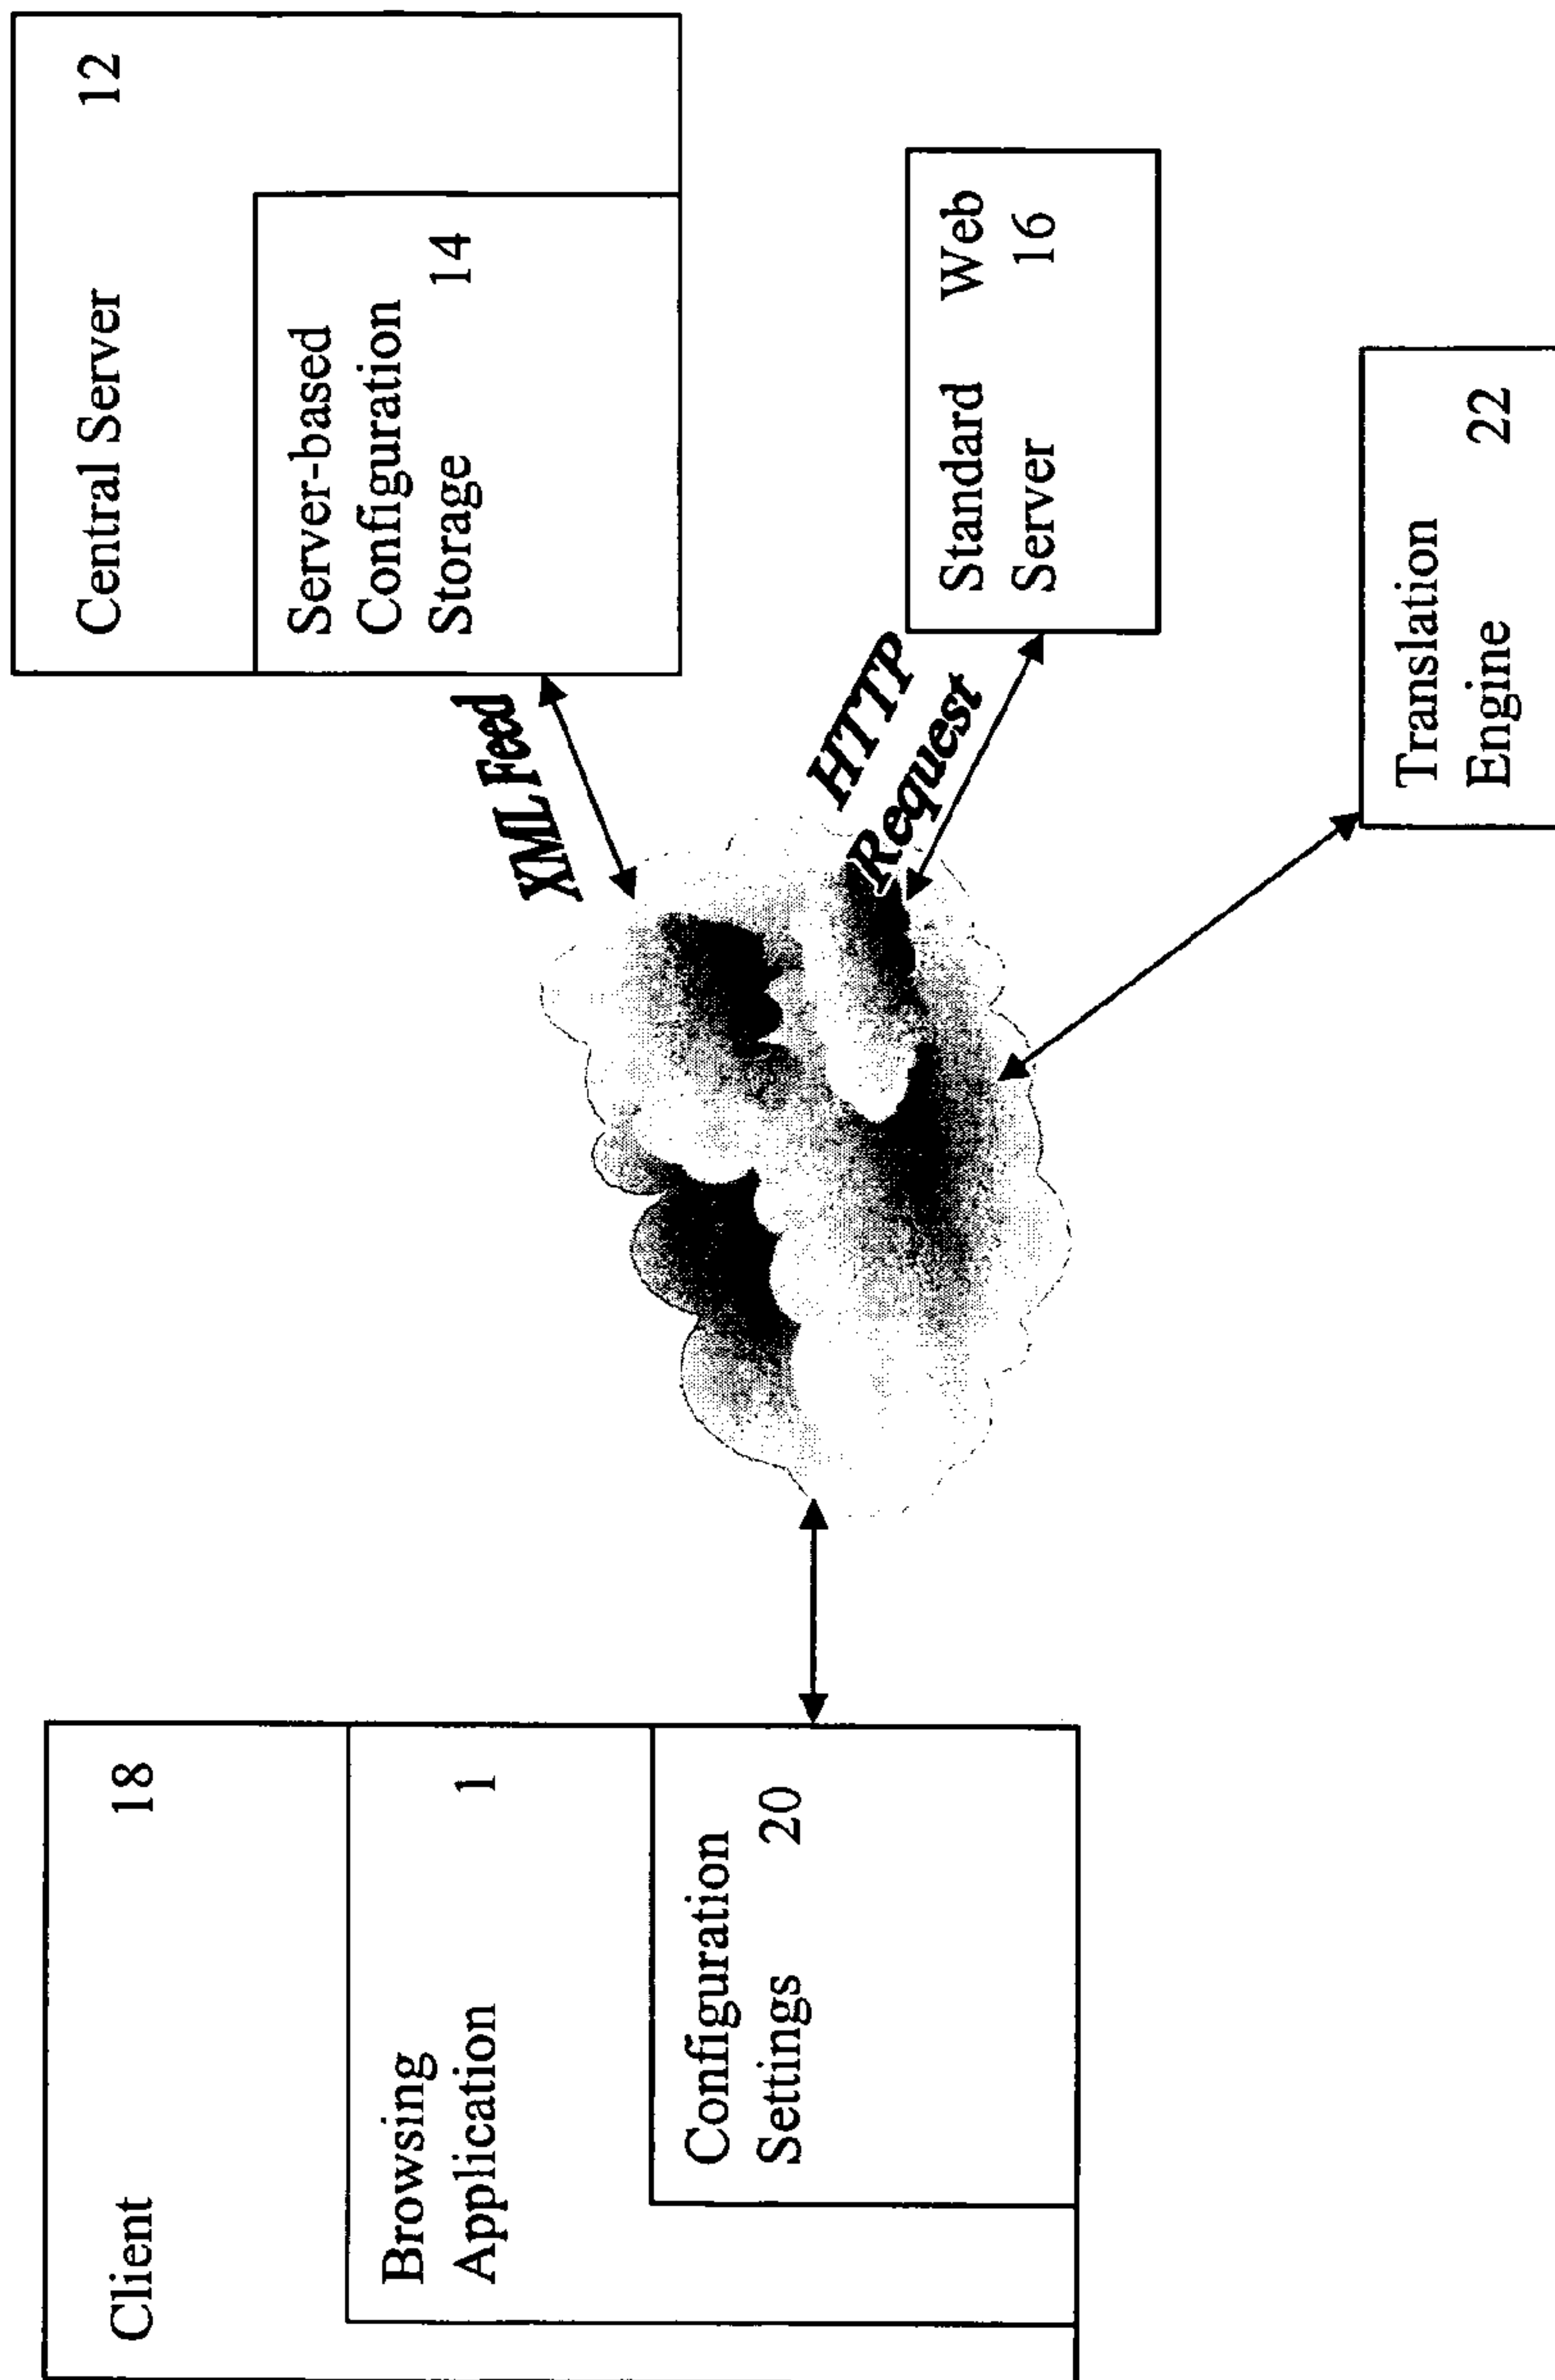 Client 18
Browsing
Application 1
Configuration
Settings 20
XML Feed
HTTP
Request
Central Server 12
Server-based
Configuration
Storage 14
Standard Web
Server 16
Translation
Engine 22